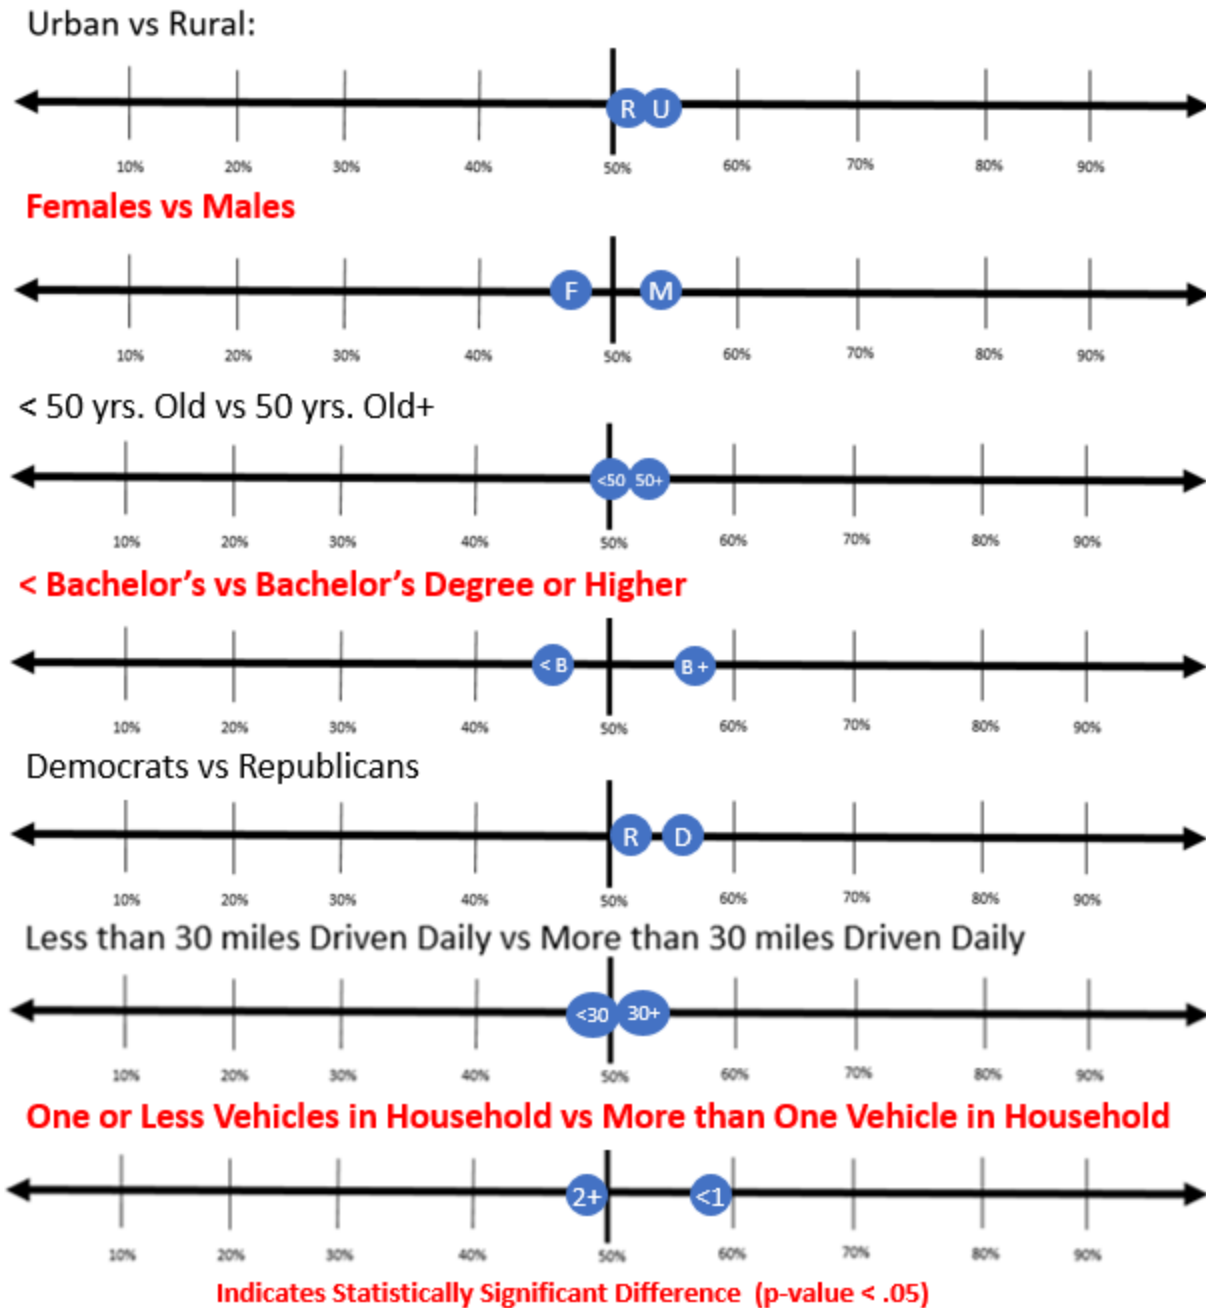 Urban vs Rural:
R U
10% 20% 30% 40% 50% 60% 70% 80% 90%
Females vs Males
F M
10% 20% 30% 40% 50% 60% 70% 80% 90%
< 50 yrs. Old vs 50 yrs. Old+
<50 50+
10% 20% 30% 40% 50% 60% 70% 80% 90%
< Bachelor’s vs Bachelor’s Degree or Higher
< B B +
10% 20% 30% 40% 50% 60% 70% 80% 90%
Democrats vs Republicans
R D
10% 20% 30% 40% 50% 60% 70% 80% 90%
Less than 30 miles Driven Daily vs More than 30 miles Driven Daily
<30 30+
10% 20% 30% 40% 50% 60% 70% 80% 90%
One or Less Vehicles in Household vs More than One Vehicle in Household
2+ <1
10% 20% 30% 40% 50% 60% 70% 80% 90%
Indicates Statistically Significant Difference (p-value < .05)